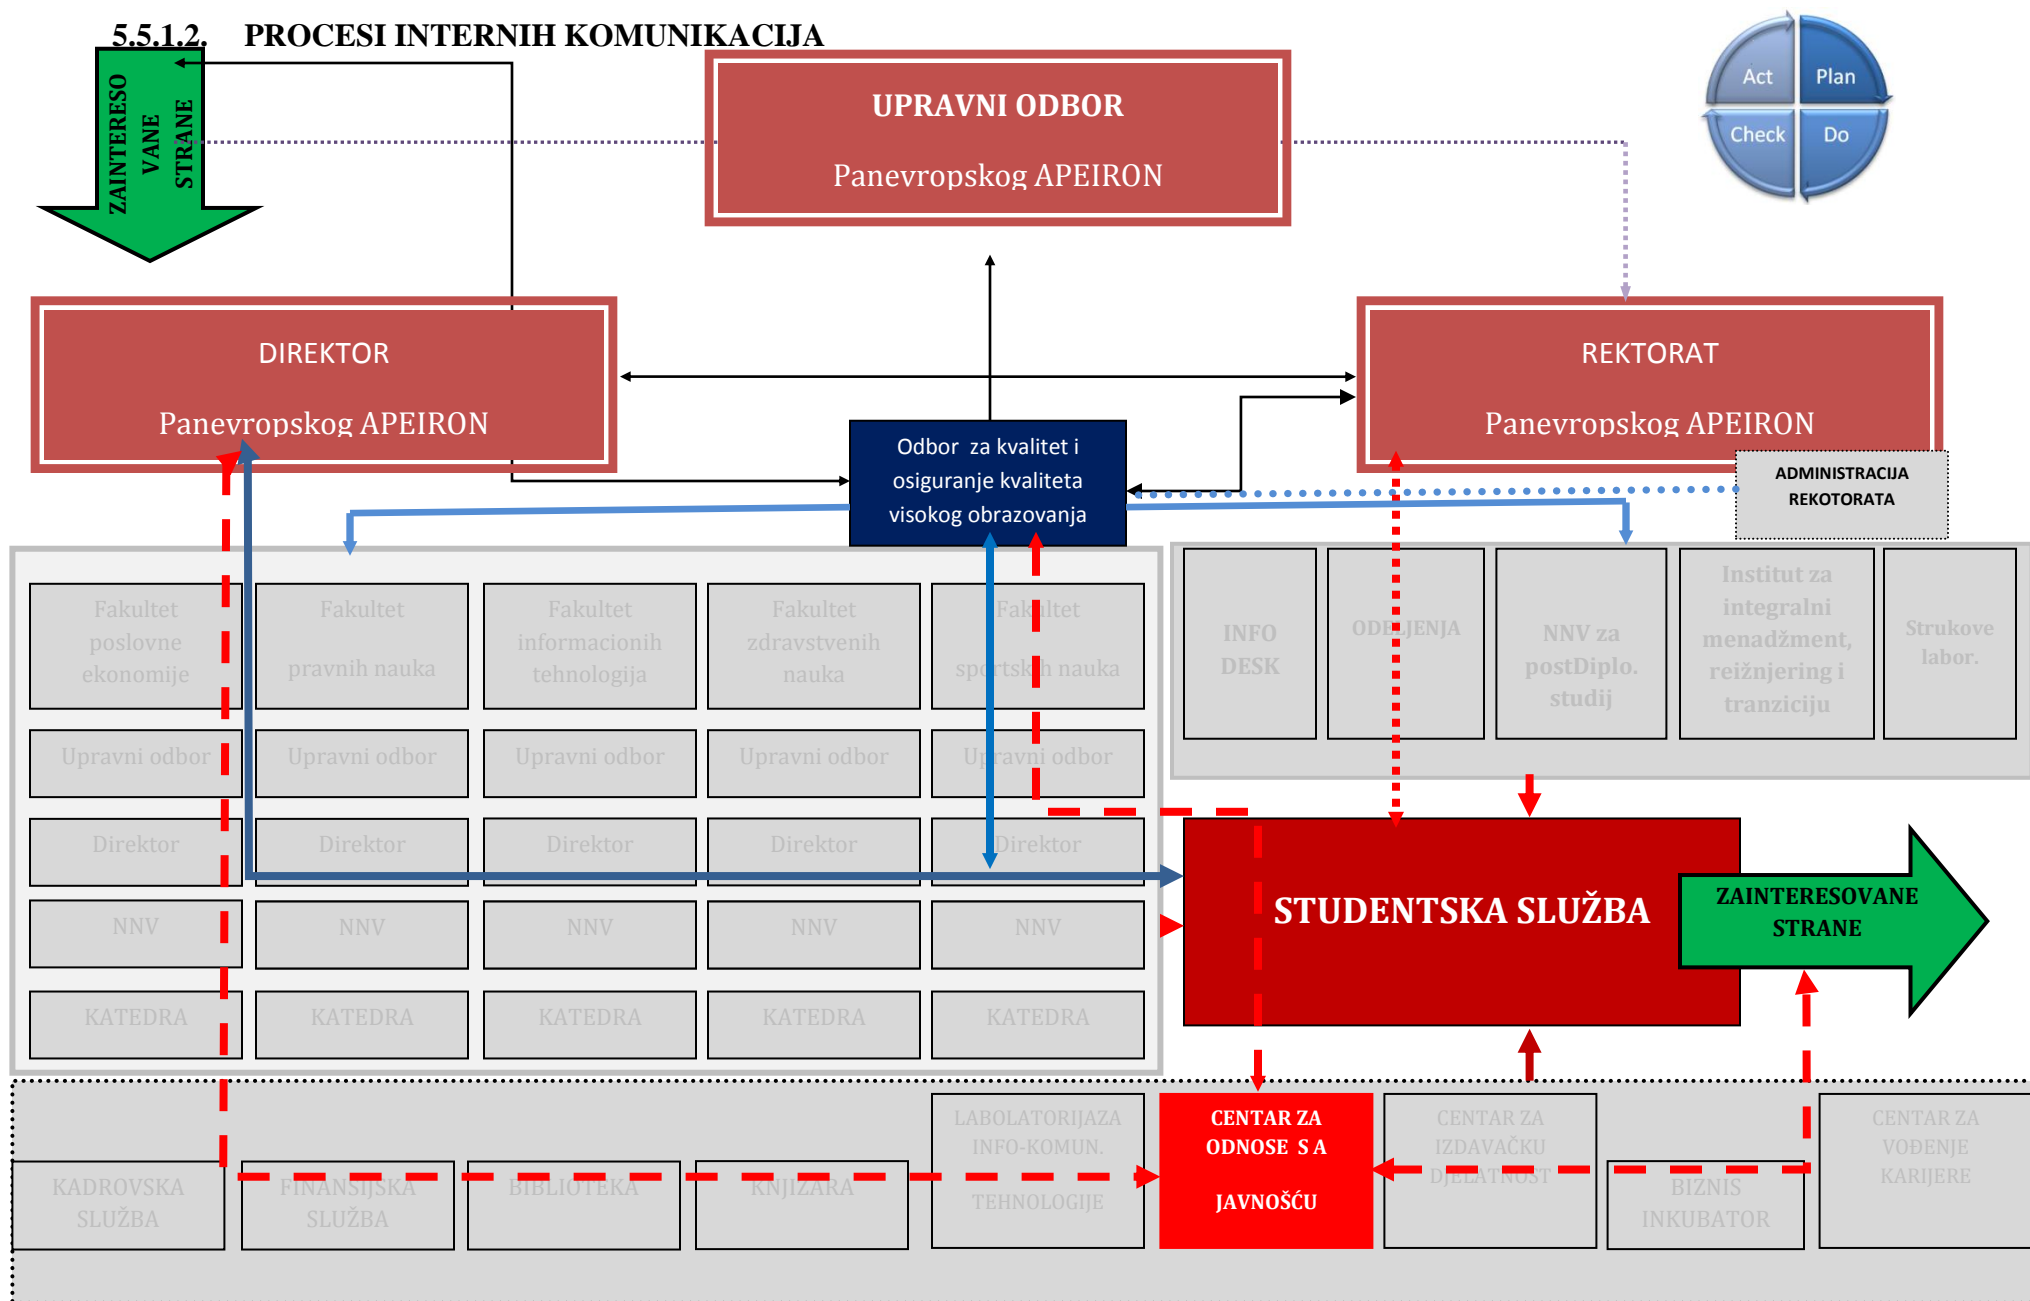 5.5.1.2. PROCESI INTERNIH KOMUNIKACIJA
ZAINTERESO
VANE
STRANE
UPRAVNI ODBOR
Panevropskog APEIRON
Act
Plan
Check
Do
DIREKTOR
Panevropskog APEIRON
REKTORAT
Panevropskog APEIRON
Odbor za kvalitet i
osiguranje kvaliteta
visokog obrazovanja
ADMINISTRACIJA
REKOTORATA
Fakultet
poslovne
ekonomije
Fakultet
pravnih nauka
Fakultet
informacionih
tehnologija
Fakultet
zdravstvenih
nauka
Fakultet
sportskih nauka
INFO
DESK
ODELJENJA
NNV za
postDiplo.
studij
Institut za
integralni
menadžment,
reižnjering i
tranziciju
Strukove
labor.
Upravni odbor
Upravni odbor
Upravni odbor
Upravni odbor
Upravni odbor
Direktor
Direktor
Direktor
Direktor
Direktor
NNV
NNV
NNV
NNV
NNV
KATEDRA
KATEDRA
KATEDRA
KATEDRA
KATEDRA
STUDENTSKA SLUŽBA
ZAINTERESOVANE
STRANE
KADROVSKA
SLUŽBA
FINANSIJSKA
SLUŽBA
BIBLIOTEKA
KNJIZARA
LABOLATORIJAZA
INFO-KOMUN.
TEHNOLOGIJE
CENTAR ZA
ODNOSE S A
JAVNOŠĆU
CENTAR ZA
IZDAVAČKU
DJELATNOST
BIZNIS
INKUBATOR
CENTAR ZA
VOĐENJE
KARIJERE